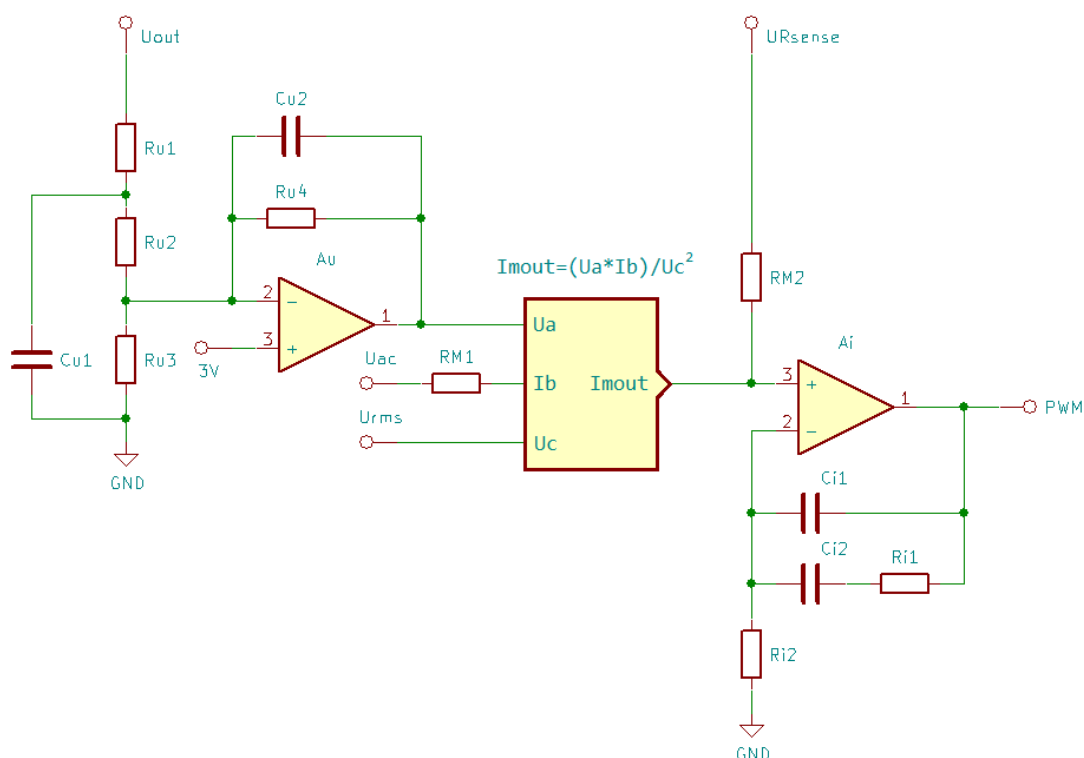 Uout
URsense
Cu2
Ru1
Ru4
Ru2
Au
Imout=(Ua*Ib)/Uc²
RM2
2
−
1
3
+
3V
Cu1
Ru3
Ua
Uac
RM1
Ib
Imout
Urms
Uc
Ai
3
+
1
2
−
PWM
GND
Ci1
Ci2
Ri1
Ri2
GND